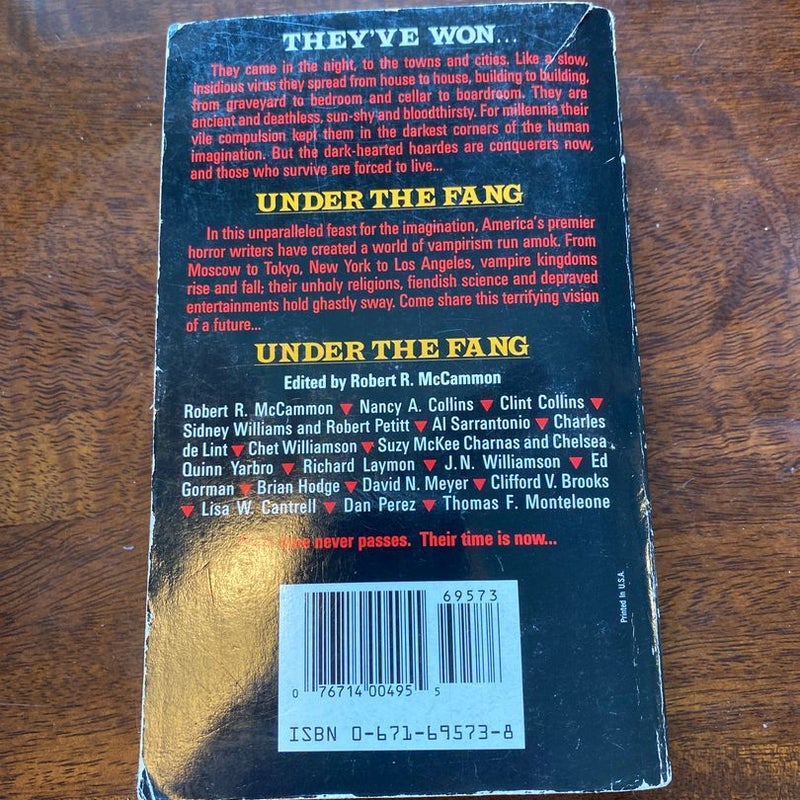 THEY'VE WON...
They came in the night, to the towns and cities. Like a slow,
insidious virus they spread from house to house, building to building,
from graveyard to bedroom and cellar to boardroom. They are
ancient and deathless, sun-shy and bloodthirsty. For millennia their
vile compulsion kept them in the darkest corners of the human
imagination. But the dark-hearted hoardes are conquerers now,
and those who survive are forced to live...
UNDER THE FANG
In this unparalleled feast for the imagination, America's premier
horror writers have created a world of vampirism run amok. From
Moscow to Tokyo, New York to Los Angeles, vampire kingdoms
rise and fall; their unholy religions, fiendish science and depraved
entertainments hold ghastly sway. Come share this terrifying vision
of a future...
UNDER THE FANG
Edited by Robert R. McCammon
Robert R. McCammon ▼ Nancy A. Collins ▼ Clint Collins ▼
Sidney Williams and Robert Petitt ▼ Al Sarrantonio ▼ Charles
de Lint ▼ Chet Williamson ▼ Suzy McKee Charnas and Chelsea
Quinn Yarbro ▼ Richard Laymon ▼ J.N. Williamson ▼ Ed
Gorman ▼ Brian Hodge ▼ David N. Meyer ▼ Clifford V. Brooks
▼ Lisa W. Cantrell ▼ Dan Perez ▼ Thomas F. Monteleone
never passes. Their time is now...
Printed in U.S.A.
69573
0 76714 00495 5
ISBN 0-671-69573-8